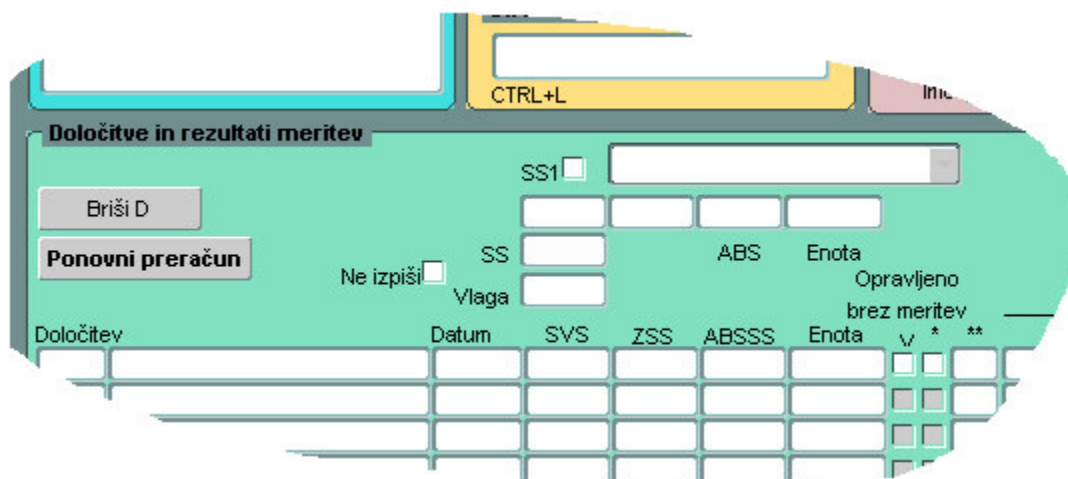 CTRL+L
Določitve in rezultati meritev
SS1
Briši D
Ponovni preračun
SS
ABS
Enota
Ne izpiši
Opravljeno
Vlaga
brez meritev
Določitev
Datum
SVS
ZSS
ABSSS
Enota
V
*
**